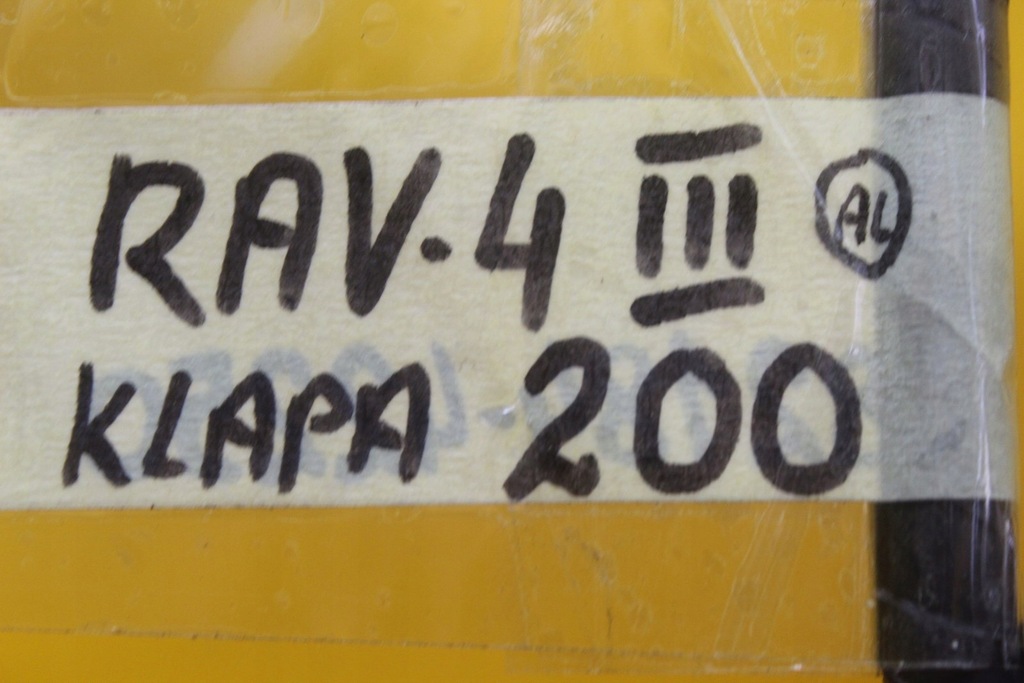 RAV-4 III AL
KLAPA 200